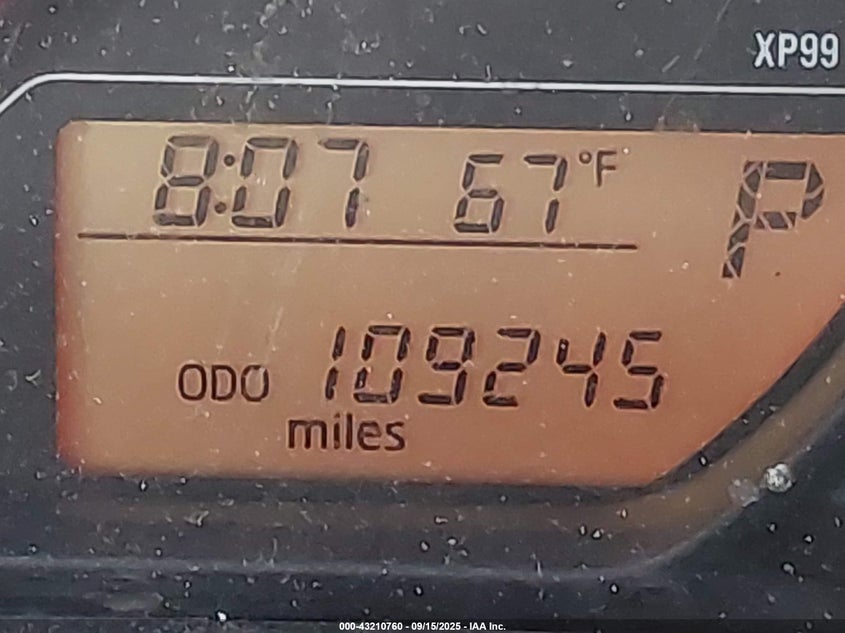 XP99
8:07 67°F P
ODO 109245
miles
000-43210760 - 09/15/2025 - IAA Inc.